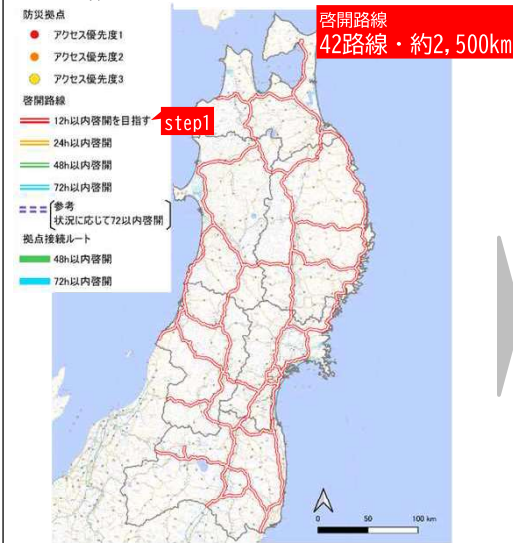 防災拠点
アクセス優先度1
アクセス優先度2
アクセス優先度3
啓開路線
12h以内啓開を目指す
step1
24h以内啓開
48h以内啓開
72h以内啓開
参考
状況に応じて72以内啓開
拠点接続ルート
48h以内啓開
72h以内啓開
啓開路線
42路線・約2,500km
0 50 100 km